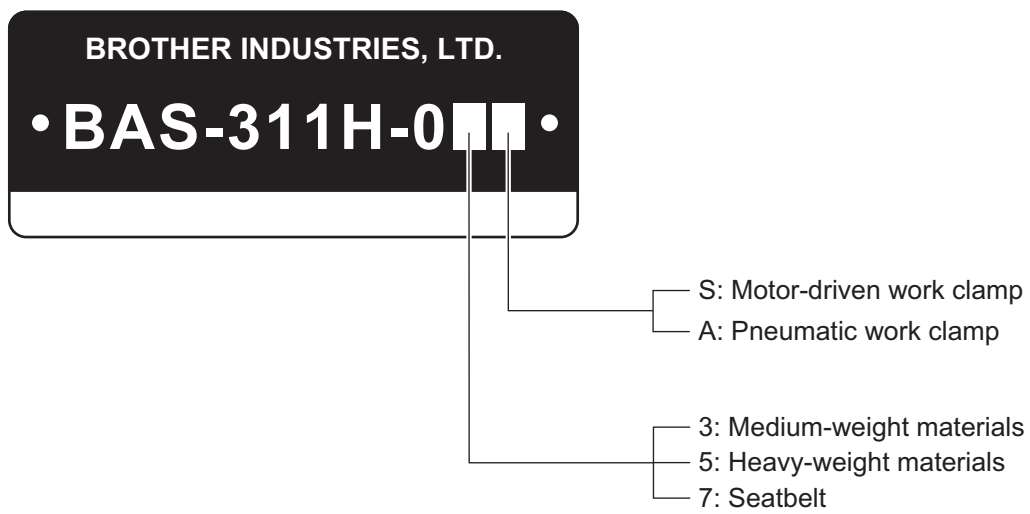 BROTHER INDUSTRIES, LTD.
• BAS-311H-0■■ •
S: Motor-driven work clamp
A: Pneumatic work clamp
3: Medium-weight materials
5: Heavy-weight materials
7: Seatbelt